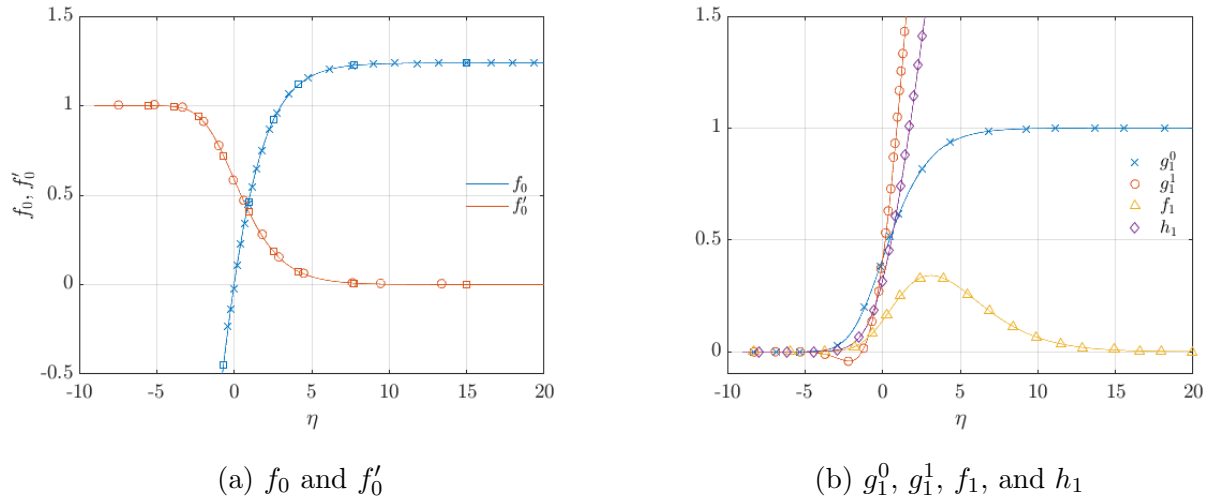 1.5
1
0.5
0
-0.5
f₀, f₀′
-10 -5 0 5 10 15 20
η
f₀
f₀′
(a) f₀ and f₀′
1.5
1
0.5
0
-10 -5 0 5 10 15 20
η
g₁⁰
g₁¹
f₁
h₁
(b) g₁⁰, g₁¹, f₁, and h₁